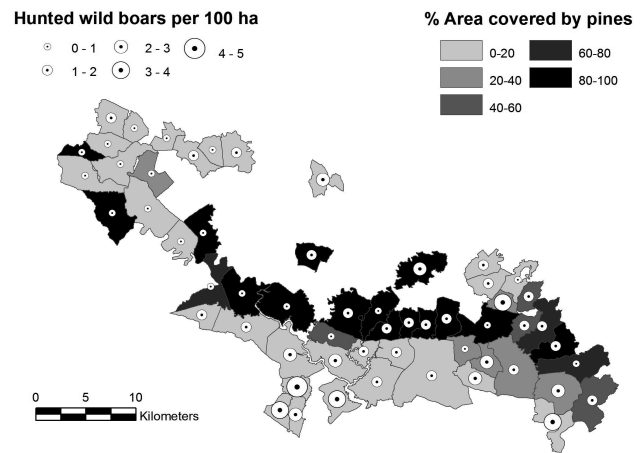 Hunted wild boars per 100 ha
0 - 1
2 - 3
4 - 5
1 - 2
3 - 4
% Area covered by pines
0-20
60-80
20-40
80-100
40-60
0 5 10
Kilometers